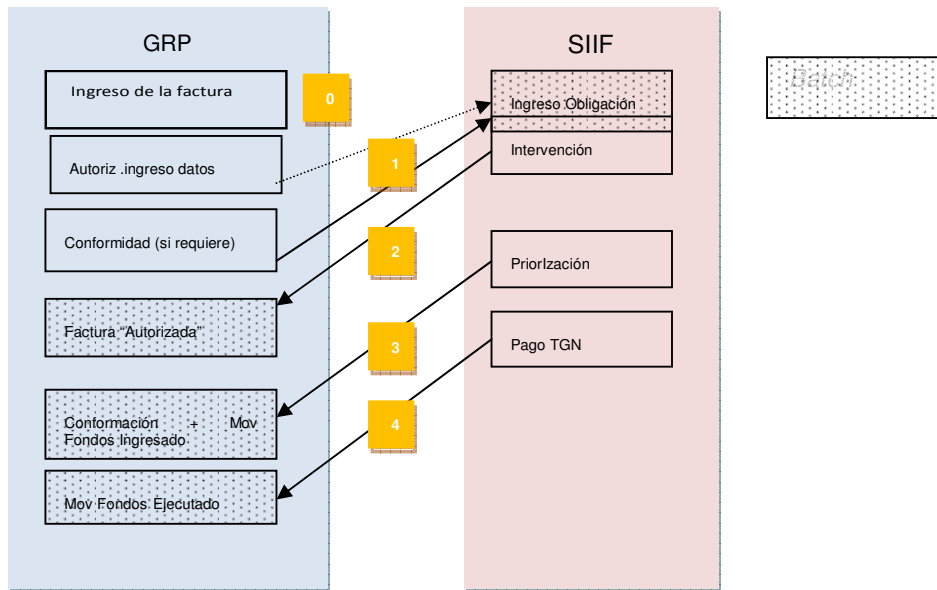 GRP
Ingreso de la factura
0
Autoriz .ingreso datos
1
Conformidad (si requiere)
2
Factura “Autorizada”
3
Conformación + Mov
Fondos Ingresado
4
Mov Fondos Ejecutado
SIIF
Ingreso Obligación
Intervención
PriorIzación
Pago TGN
Batch